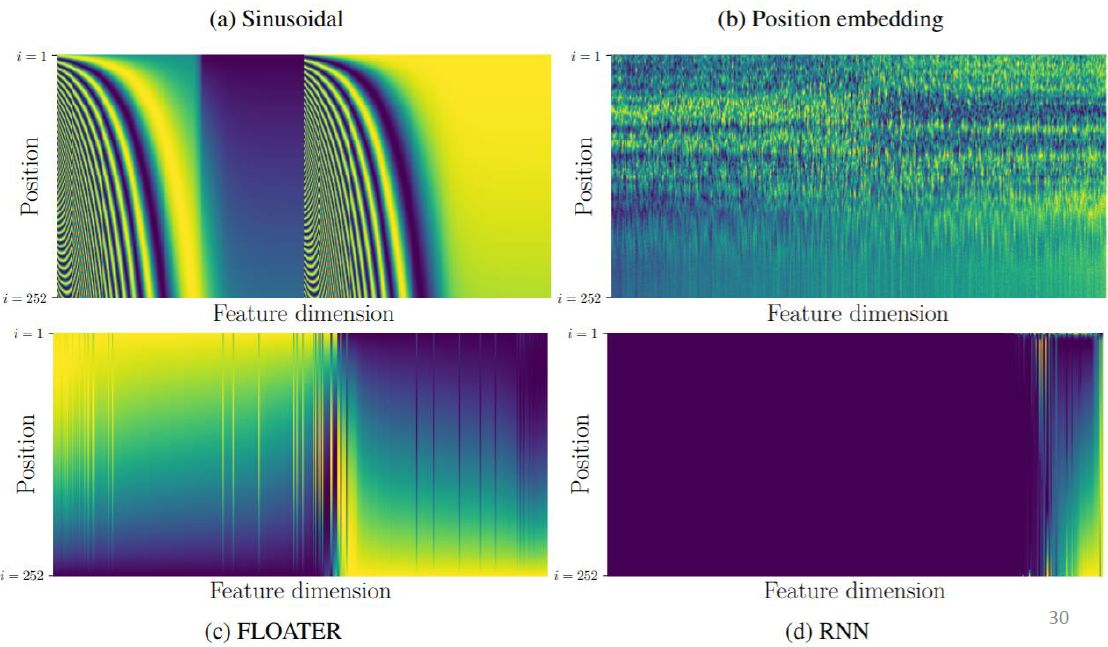 (a) Sinusoidal
(b) Position embedding
i = 1
Position
i = 252
Feature dimension
i = 1
Position
i = 252
Feature dimension
i = 1
Position
i = 252
Feature dimension
(c) FLOATER
i = 1
Position
i = 252
Feature dimension
(d) RNN
30